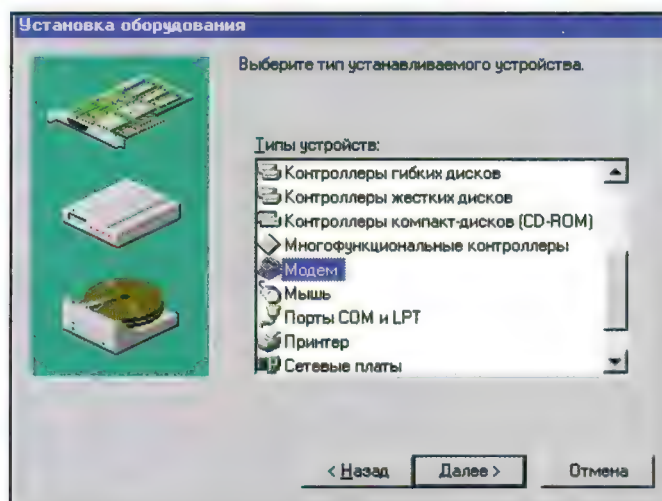 Установка оборудования
Выберите тип устанавливаемого устройства.
Типы устройств:
Контроллеры гибких дисков
Контроллеры жестких дисков
Контроллеры компакт-дисков (CD-ROM)
Многофункциональные контроллеры
Модем
Мышь
Порты COM и LPT
Принтер
Сетевые платы
< Назад
Далее >
Отмена